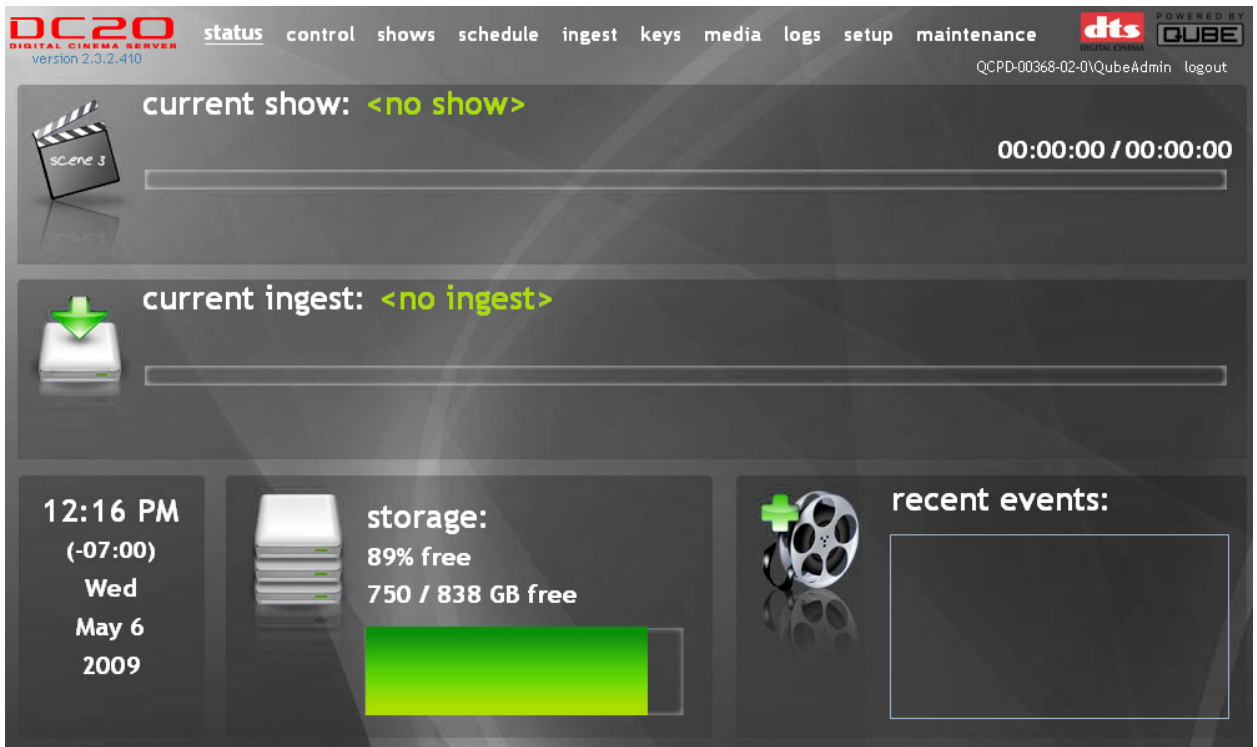 DC20
DIGITAL CINEMA SERVER
version 2.3.2.410
status control shows schedule ingest keys media logs setup maintenance
dts
DIGITAL CINEMA
POWERED BY
QUBE
QCPD-00368-02-0\QubeAdmin logout
current show: <no show>
scene 3
00:00:00 / 00:00:00
current ingest: <no ingest>
12:16 PM
(-07:00)
Wed
May 6
2009
storage:
89% free
750 / 838 GB free
recent events: